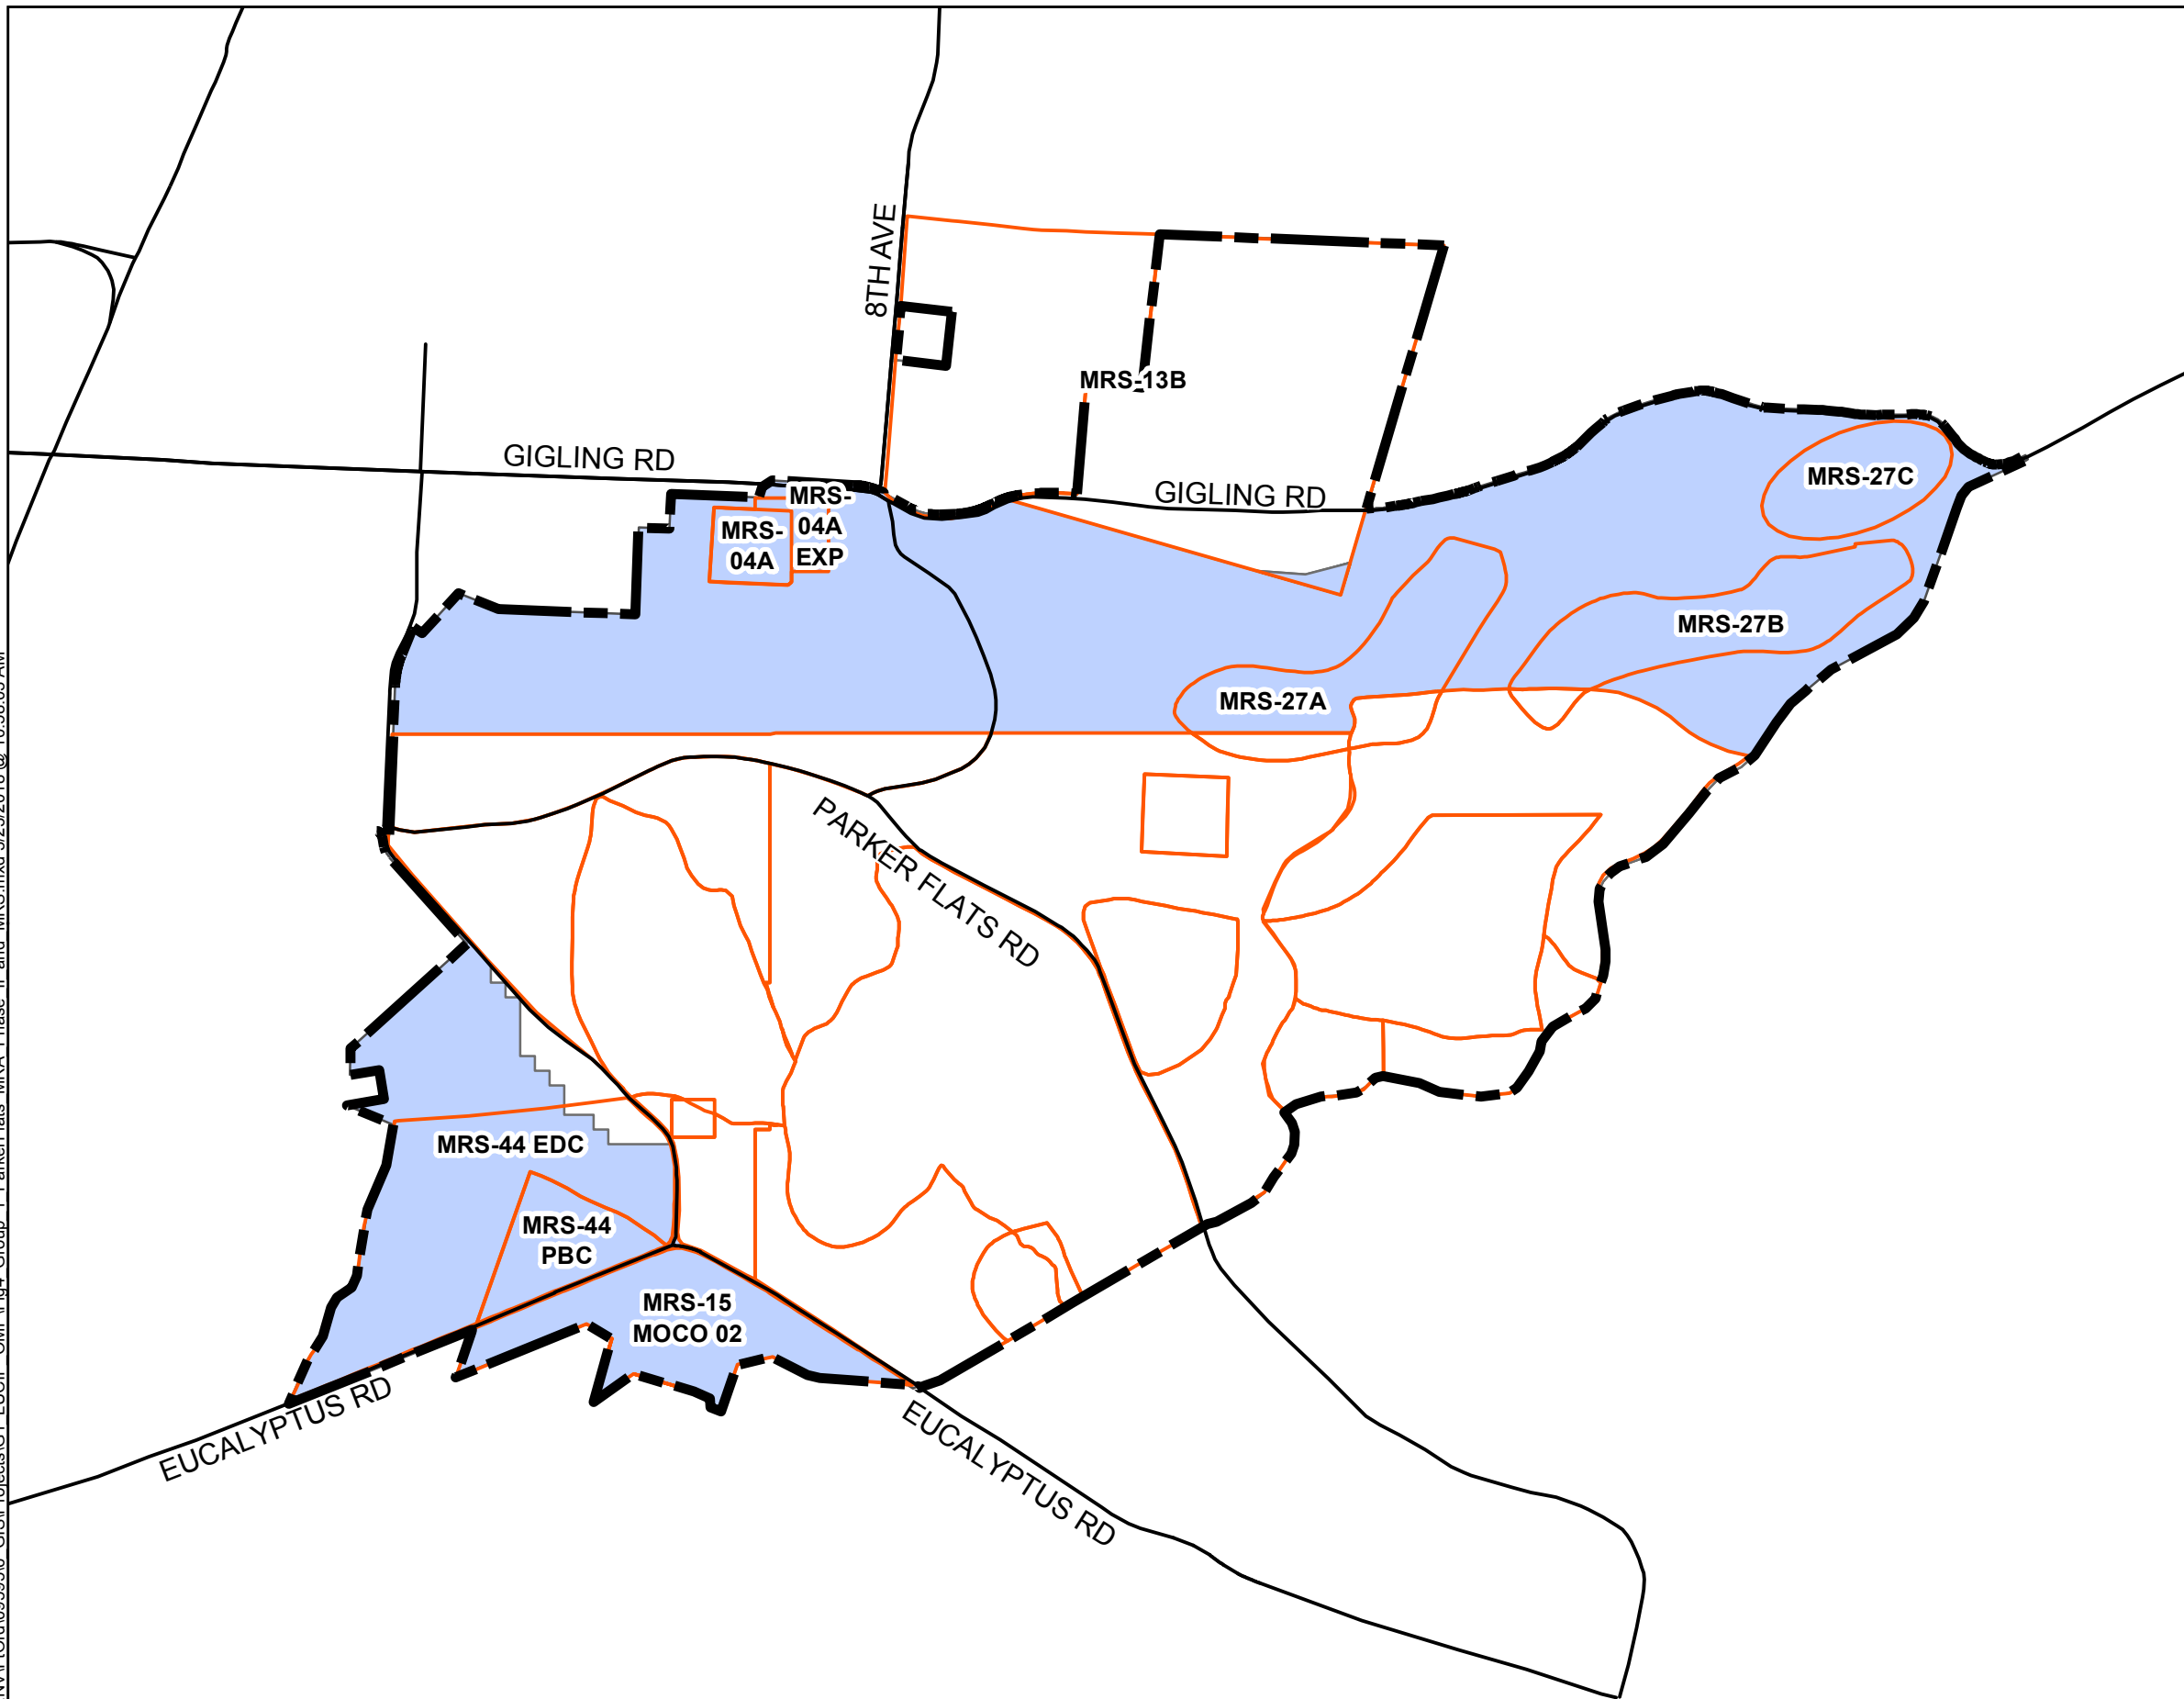 8TH AVE
MRS-13B
GIGLING RD
GIGLING RD
MRS-27C
MRS-
04A
EXP
MRS-
04A
MRS-27B
MRS-27A
PARKER FLATS RD
MRS-44 EDC
MRS-44
PBC
MRS-15
MOCO 02
EUCALYPTUS RD
EUCALYPTUS RD